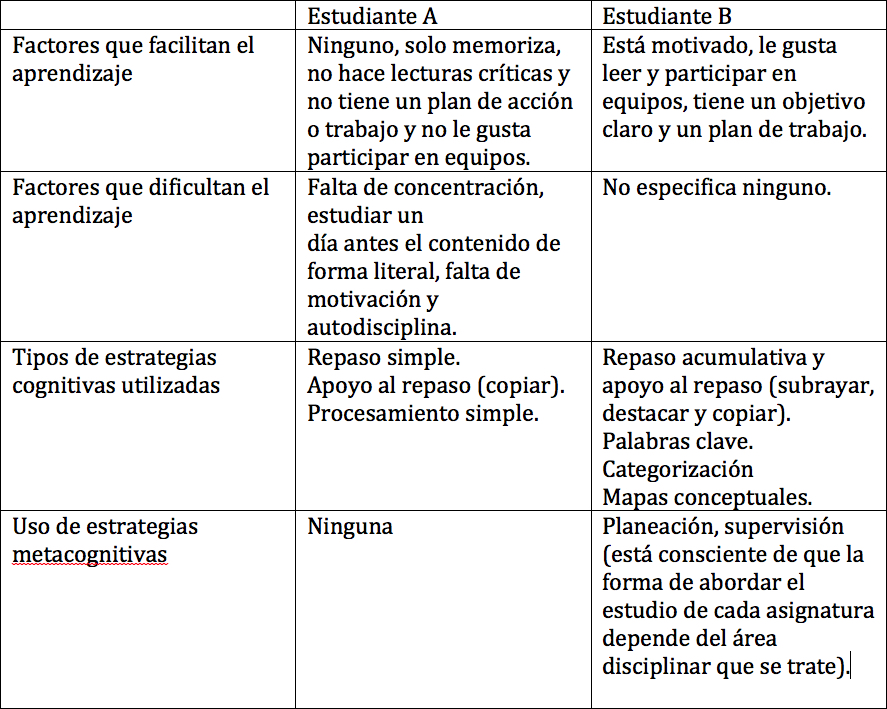 Estudiante A
Estudiante B
Factores que facilitan el
aprendizaje
Ninguno, solo memoriza,
no hace lecturas críticas y
no tiene un plan de acción
o trabajo y no le gusta
participar en equipos.
Está motivado, le gusta
leer y participar en
equipos, tiene un objetivo
claro y un plan de trabajo.
Factores que dificultan el
aprendizaje
Falta de concentración,
estudiar un
día antes el contenido de
forma literal, falta de
motivación y
autodisciplina.
No especifica ninguno.
Tipos de estrategias
cognitivas utilizadas
Repaso simple.
Apoyo al repaso (copiar).
Procesamiento simple.
Repaso acumulativa y
apoyo al repaso (subrayar,
destacar y copiar).
Palabras clave.
Categorización
Mapas conceptuales.
Uso de estrategias
metacognitivas
Ninguna
Planeación, supervisión
(está consciente de que la
forma de abordar el
estudio de cada asignatura
depende del área
disciplinar que se trate).